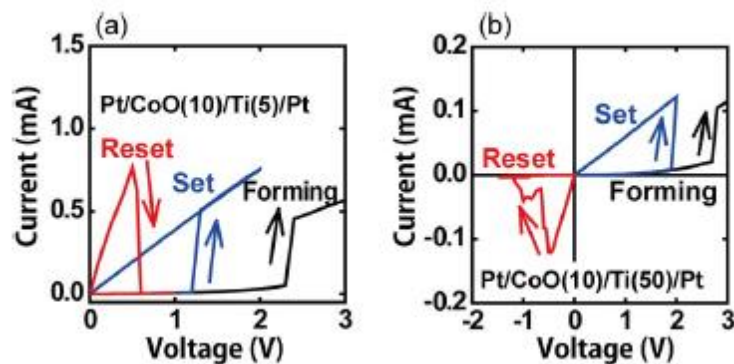 (a)
Current (mA)
1.5
1.0
0.5
0.0
Pt/CoO(10)/Ti(5)/Pt
Reset
Set
Forming
0 1 2 3
Voltage (V)
(b)
Current (mA)
0.2
0.1
0.0
-0.1
-0.2
Set
Reset
Forming
Pt/CoO(10)/Ti(50)/Pt
-2 -1 0 1 2 3
Voltage (V)